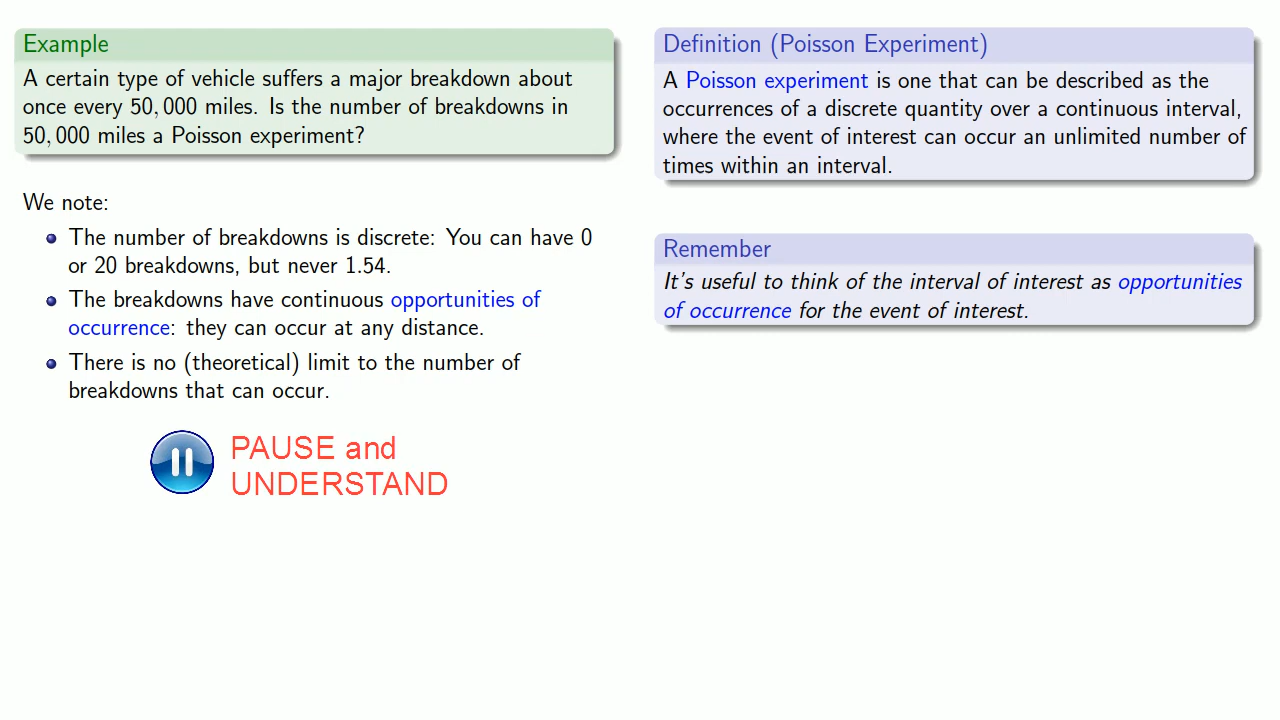 Example
A certain type of vehicle suffers a major breakdown about
once every 50,000 miles. Is the number of breakdowns in
50,000 miles a Poisson experiment?
We note:
The number of breakdowns is discrete: You can have 0
or 20 breakdowns, but never 1.54.
The breakdowns have continuous opportunities of
occurrence: they can occur at any distance.
There is no (theoretical) limit to the number of
breakdowns that can occur.
PAUSE and
UNDERSTAND
Definition (Poisson Experiment)
A Poisson experiment is one that can be described as the
occurrences of a discrete quantity over a continuous interval,
where the event of interest can occur an unlimited number of
times within an interval.
Remember
It's useful to think of the interval of interest as opportunities
of occurrence for the event of interest.